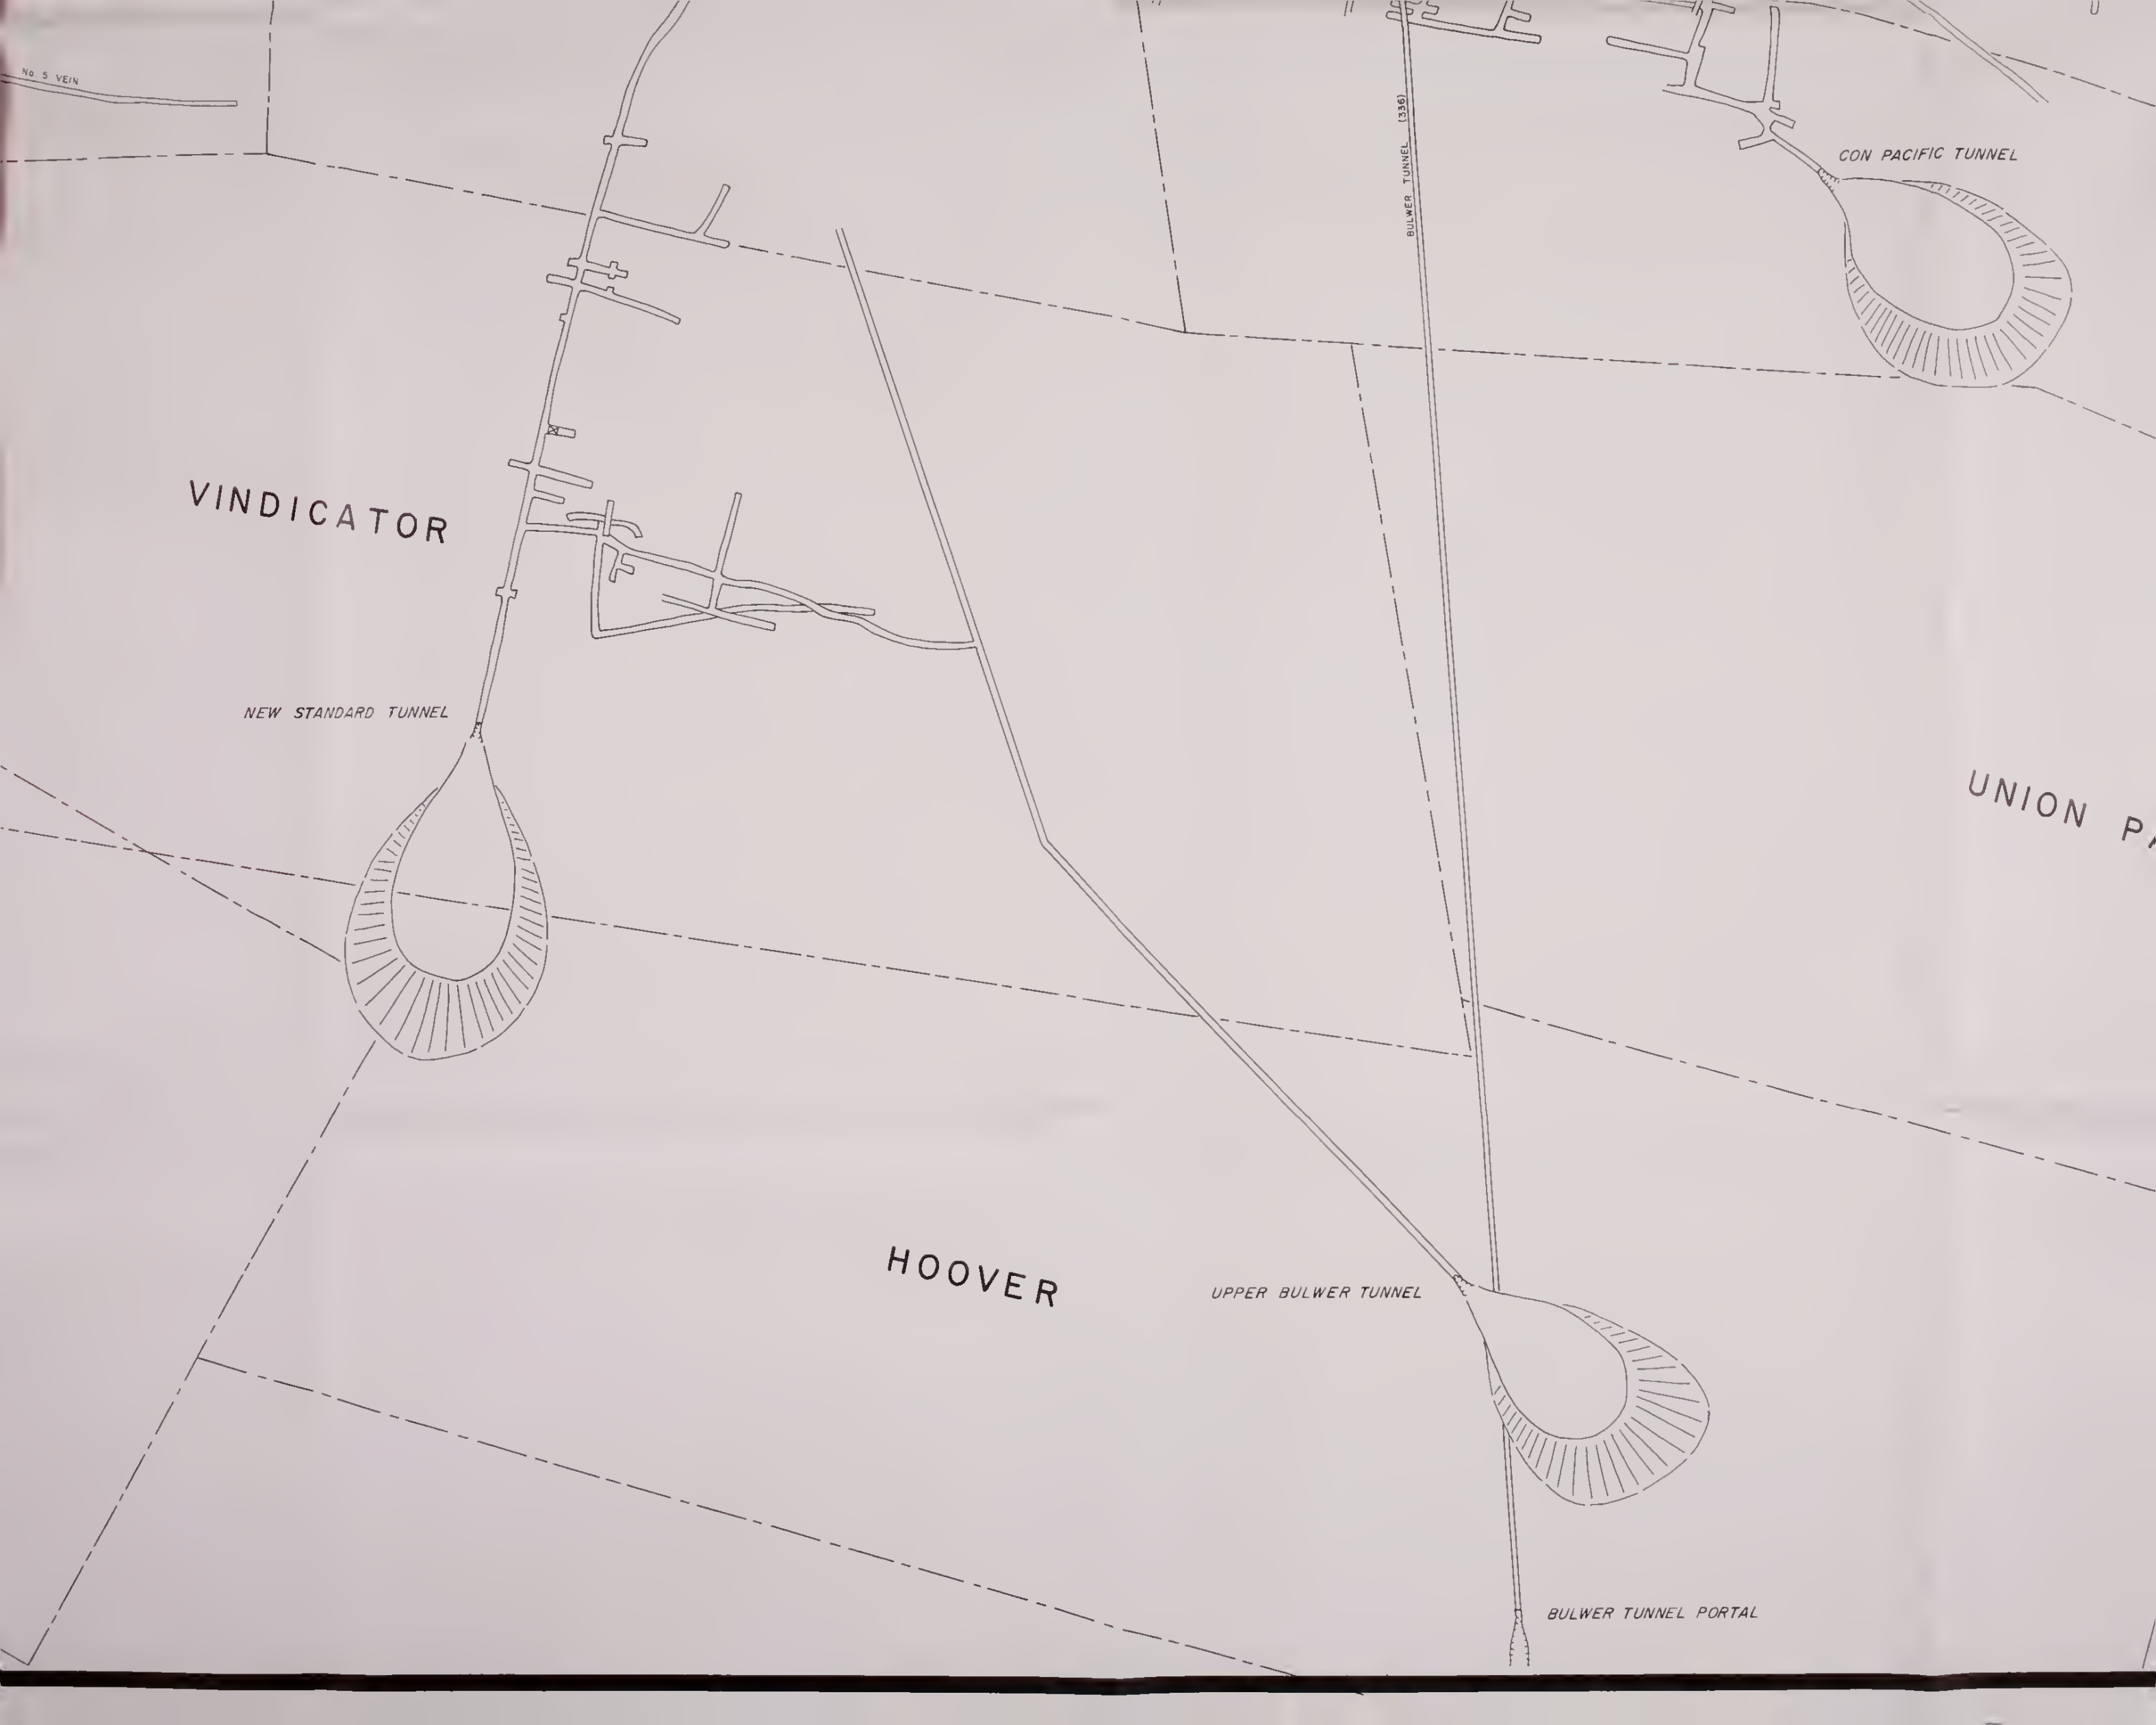 No. 5 VEIN
BULWER TUNNEL (336)
CON PACIFIC TUNNEL
VINDICATOR
NEW STANDARD TUNNEL
UNION
HOOVER
UPPER BULWER TUNNEL
BULWER TUNNEL PORTAL